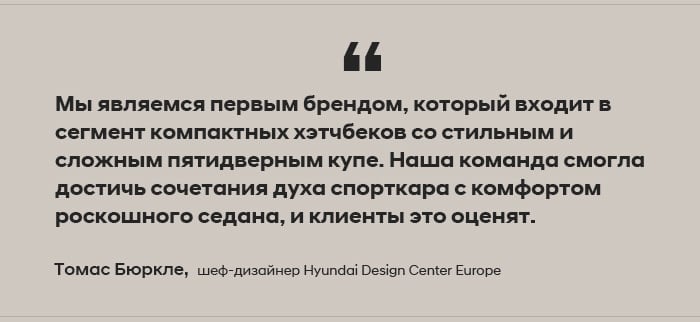 “
Мы являемся первым брендом, который входит в
сегмент компактных хэтчбеков со стильным и
сложным пятидверным купе. Наша команда смогла
достичь сочетания духа спорткара с комфортом
роскошного седана, и клиенты это оценят.
Томас Бюркле, шеф-дизайнер Hyundai Design Center Europe